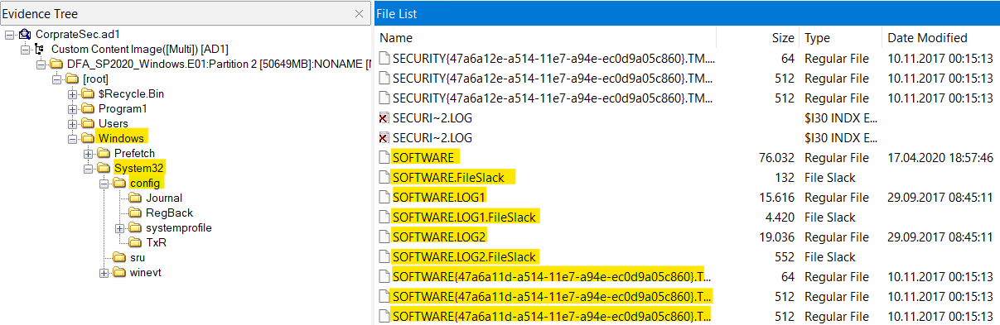 Evidence Tree
CorprateSec.ad1
Custom Content Image([Multi]) [AD1]
DFA_SP2020_Windows.E01:Partition 2 [50649MB]:NONAME [
[root]
$Recycle.Bin
Program1
Users
Windows
Prefetch
System32
config
Journal
RegBack
systemprofile
TxR
sru
winevt
File List
Name Size Type Date Modified
SECURITY{47a6a12e-a514-11e7-a94e-ec0d9a05c860}.TM.... 64 Regular File 10.11.2017 00:15:13
SECURITY{47a6a12e-a514-11e7-a94e-ec0d9a05c860}.TM.... 512 Regular File 10.11.2017 00:15:13
SECURITY{47a6a12e-a514-11e7-a94e-ec0d9a05c860}.TM.... 512 Regular File 10.11.2017 00:15:13
SECURI~2.LOG $I30 INDX E...
SECURI~2.LOG $I30 INDX E...
SOFTWARE 76.032 Regular File 17.04.2020 18:57:46
SOFTWARE.FileSlack 132 File Slack
SOFTWARE.LOG1 15.616 Regular File 29.09.2017 08:45:11
SOFTWARE.LOG1.FileSlack 4.420 File Slack
SOFTWARE.LOG2 19.036 Regular File 29.09.2017 08:45:11
SOFTWARE.LOG2.FileSlack 552 File Slack
SOFTWARE{47a6a11d-a514-11e7-a94e-ec0d9a05c860}.T... 64 Regular File 10.11.2017 00:15:13
SOFTWARE{47a6a11d-a514-11e7-a94e-ec0d9a05c860}.T... 512 Regular File 10.11.2017 00:15:13
SOFTWARE{47a6a11d-a514-11e7-a94e-ec0d9a05c860}.T... 512 Regular File 10.11.2017 00:15:13